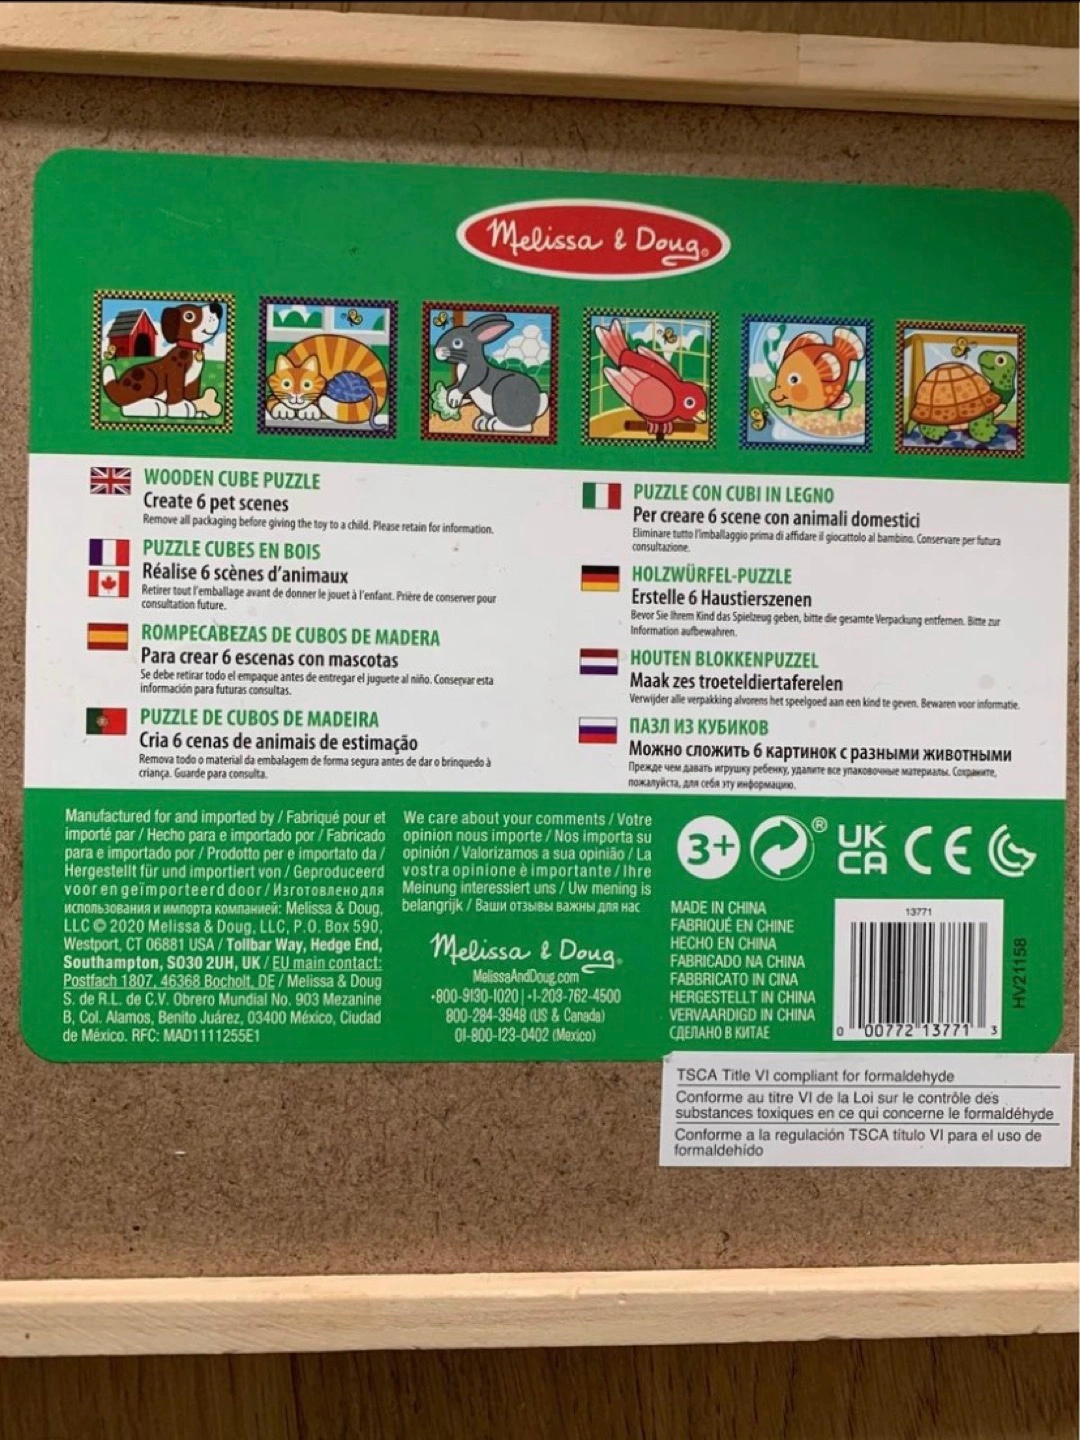 Melissa & Doug®
WOODEN CUBE PUZZLE
Create 6 pet scenes
Remove all packaging before giving the toy to a child. Please retain for information.
PUZZLE CUBES EN BOIS
Réalise 6 scènes d'animaux
Retirer tout l'emballage avant de donner le jouet à l'enfant. Prière de conserver pour
consultation future.
ROMPECABEZAS DE CUBOS DE MADERA
Para crear 6 escenas con mascotas
Se debe retirar todo el empaque antes de entregar el juguete al niño. Conservar esta
información para futuras consultas.
PUZZLE DE CUBOS DE MADEIRA
Cria 6 cenas de animais de estimação
Remova todo o material da embalagem de forma segura antes de dar o brinquedo à
criança. Guarde para consulta.
PUZZLE CON CUBI IN LEGNO
Per creare 6 scene con animali domestici
Eliminare tutto l'imballaggio prima di affidare il giocattolo al bambino. Conservare per futura
consultazione.
HOLZWÜRFEL-PUZZLE
Erstelle 6 Haustierszenen
Bevor Sie Ihrem Kind das Spielzeug geben, bitte die gesamte Verpackung entfernen. Bitte zur
Information aufbewahren.
HOUTEN BLOKKENPUZZEL
Maak zes troeteldiertaferelen
Verwijder alle verpakking alvorens het speelgoed aan een kind te geven. Bewaren voor informatie.
ПАЗЛ ИЗ КУБИКОВ
Можно сложить 6 картинок с разными животными
Прежде чем давать игрушку ребенку, удалите все упаковочные материалы. Сохраните,
пожалуйста, для себя эту информацию.
Manufactured for and imported by / Fabriqué pour et
importé par / Hecho para e importado por / Fabricado
para e importado por / Prodotto per e importato da /
Hergestellt für und importiert von / Geproduceerd
voor en geïmporteerd door / Изготовлено для
использования и импорта компанией: Melissa & Doug,
LLC © 2020 Melissa & Doug, LLC, P.O. Box 590,
Westport, CT 06881 USA / Tollbar Way, Hedge End,
Southampton, SO30 2UH, UK / EU main contact:
Postfach 1807, 46368 Bocholt, DE / Melissa & Doug
S. de R.L. de C.V. Obrero Mundial No. 903 Mezanine
B, Col. Alamos, Benito Juárez, 03400 México, Ciudad
de México. RFC: MAD1111255E1
We care about your comments / Votre
opinion nous importe / Nos importa su
opinión / Valorizamos a sua opinião / La
vostra opinione è importante / Ihre
Meinung interessiert uns / Uw mening is
belangrijk / Ваши отзывы важны для нас
Melissa & Doug®
MelissaAndDoug.com
+800-9130-1020 | +1-203-762-4500
800-284-3948 (US & Canada)
01-800-123-0402 (Mexico)
3+ ® UK CA CE
MADE IN CHINA
FABRIQUÉ EN CHINE
HECHO EN CHINA
FABRICADO NA CHINA
FABBRICATO IN CINA
HERGESTELLT IN CHINA
VERVAARDIGD IN CHINA
СДЕЛАНО В КИТАЕ
13771
0 00772 13771 3
HV21158
TSCA Title VI compliant for formaldehyde
Conforme au titre VI de la Loi sur le contrôle des
substances toxiques en ce qui concerne le formaldéhyde
Conforme a la regulación TSCA título VI para el uso de
formaldehído